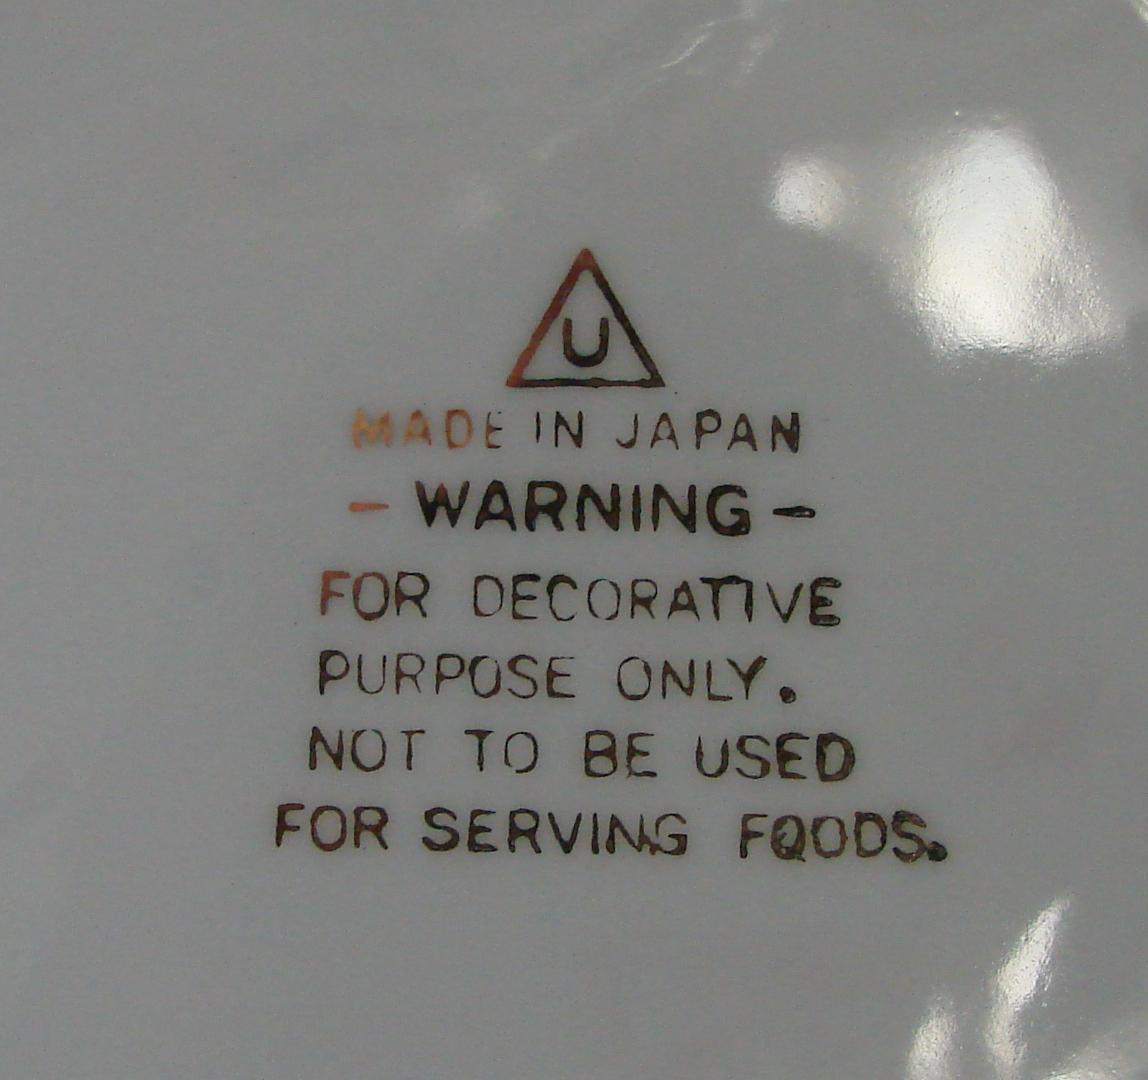 U
MADE IN JAPAN
- WARNING -
FOR DECORATIVE
PURPOSE ONLY.
NOT TO BE USED
FOR SERVING FOODS.